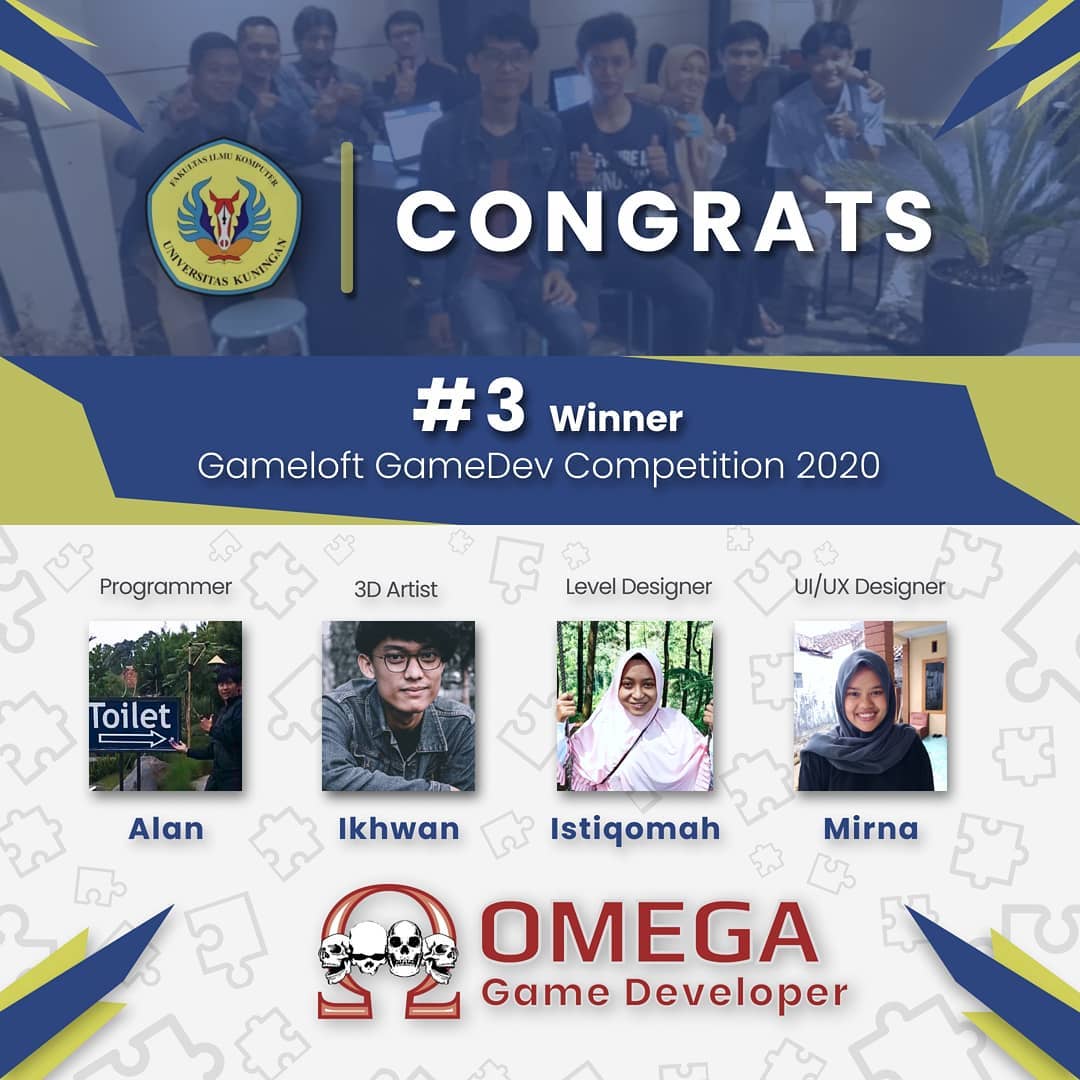 FAKULTAS ILMU KOMPUTER
UNIVERSITAS KUNINGAN
CONGRATS
#3 Winner
Gameloft GameDev Competition 2020
Programmer
3D Artist
Level Designer
UI/UX Designer
Toilet
Alan
Ikhwan
Istiqomah
Mirna
OMEGA
Game Developer